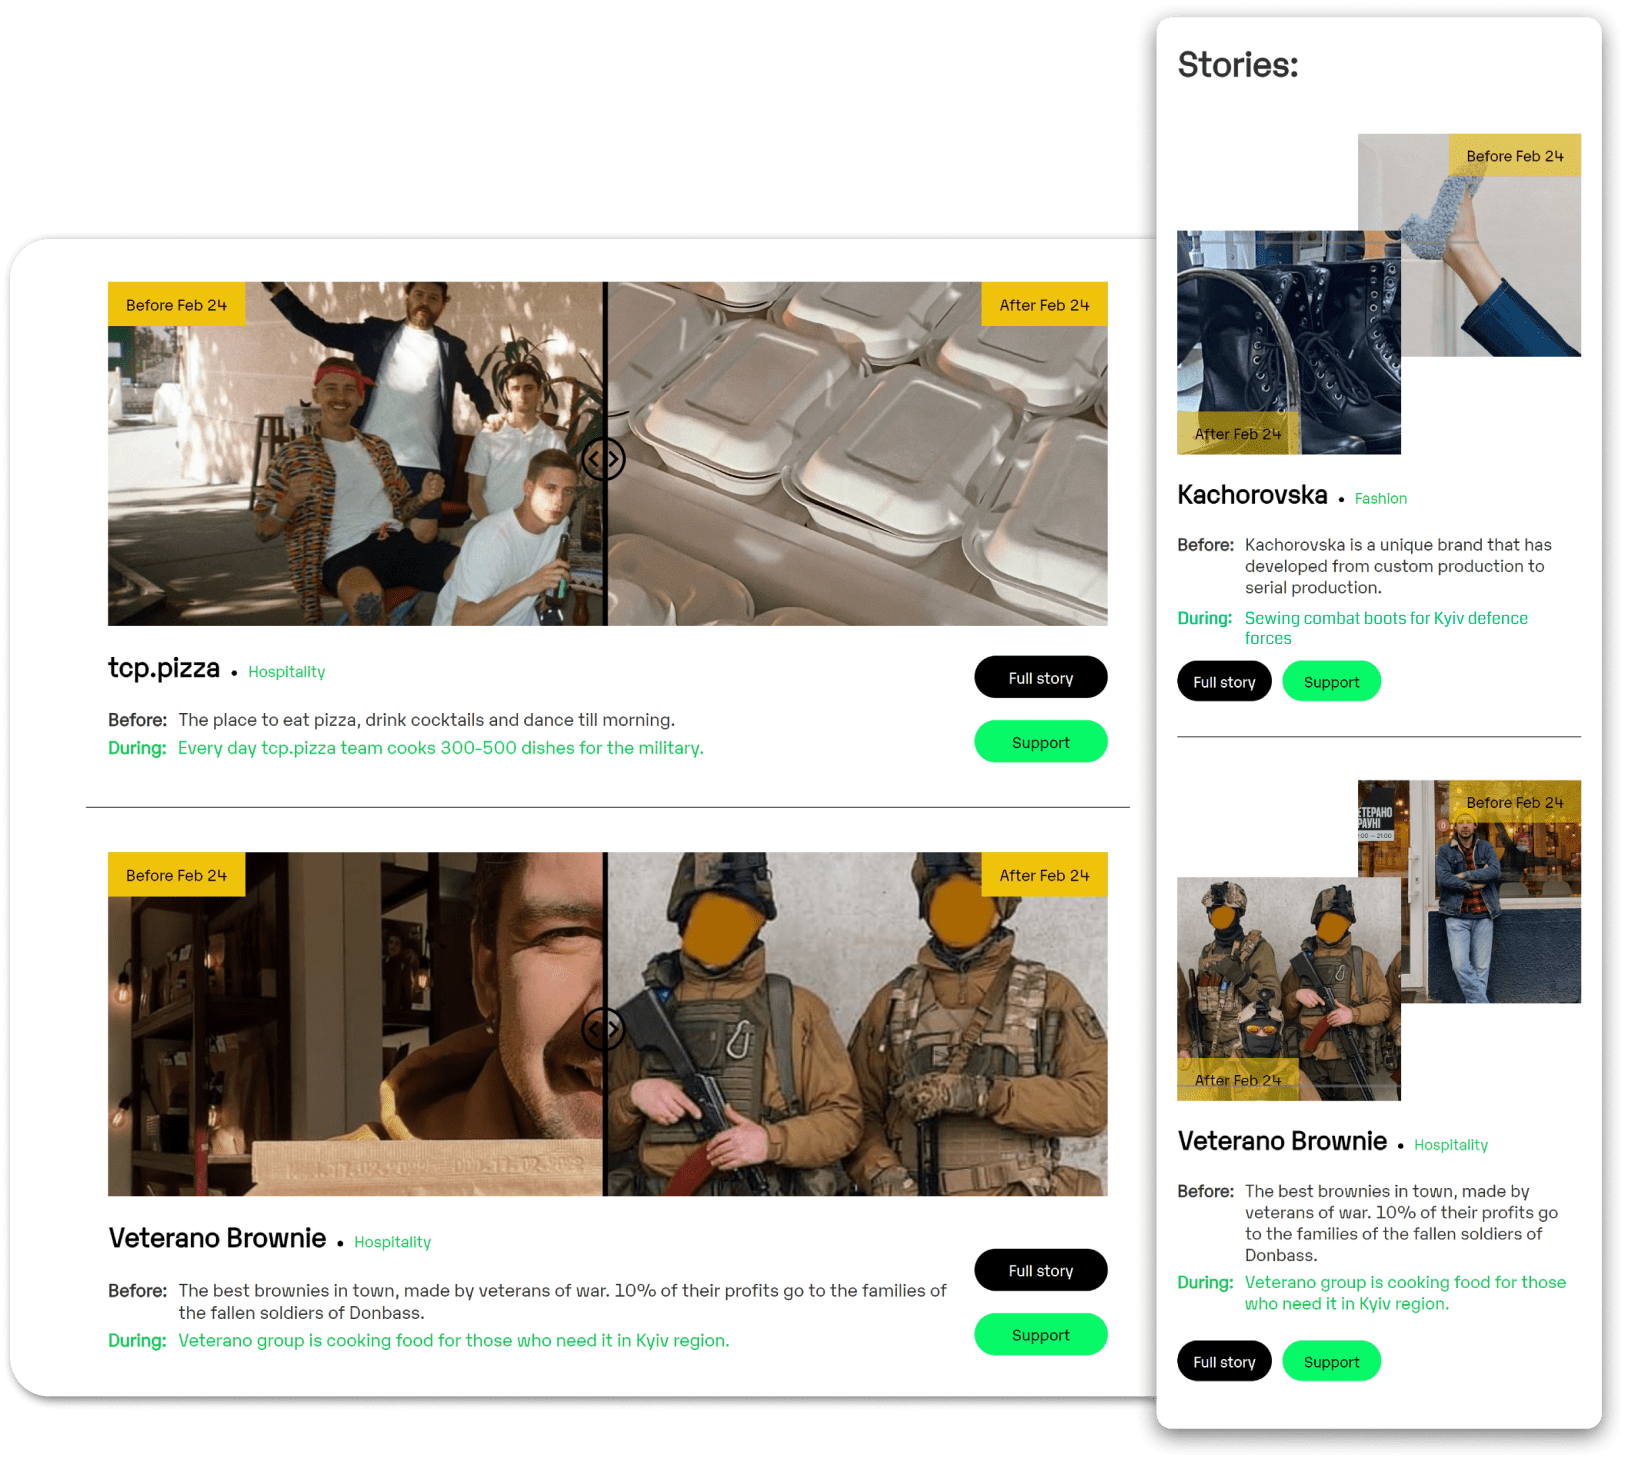 Before Feb 24
After Feb 24
tcp.pizza • Hospitality
Before: The place to eat pizza, drink cocktails and dance till morning.
During: Every day tcp.pizza team cooks 300-500 dishes for the military.
Full story
Support
Before Feb 24
After Feb 24
Veterano Brownie • Hospitality
Before: The best brownies in town, made by veterans of war. 10% of their profits go to the families of
the fallen soldiers of Donbass.
During: Veterano group is cooking food for those who need it in Kyiv region.
Full story
Support
Stories:
Before Feb 24
After Feb 24
Kachorovska • Fashion
Before: Kachorovska is a unique brand that has
developed from custom production to
serial production.
During: Sewing combat boots for Kyiv defence
forces
Full story
Support
Before Feb 24
ЕТЕРАНО
РАУНІ
After Feb 24
Veterano Brownie • Hospitality
Before: The best brownies in town, made by
veterans of war. 10% of their profits go
to the families of the fallen soldiers of
Donbass.
During: Veterano group is cooking food for those
who need it in Kyiv region.
Full story
Support